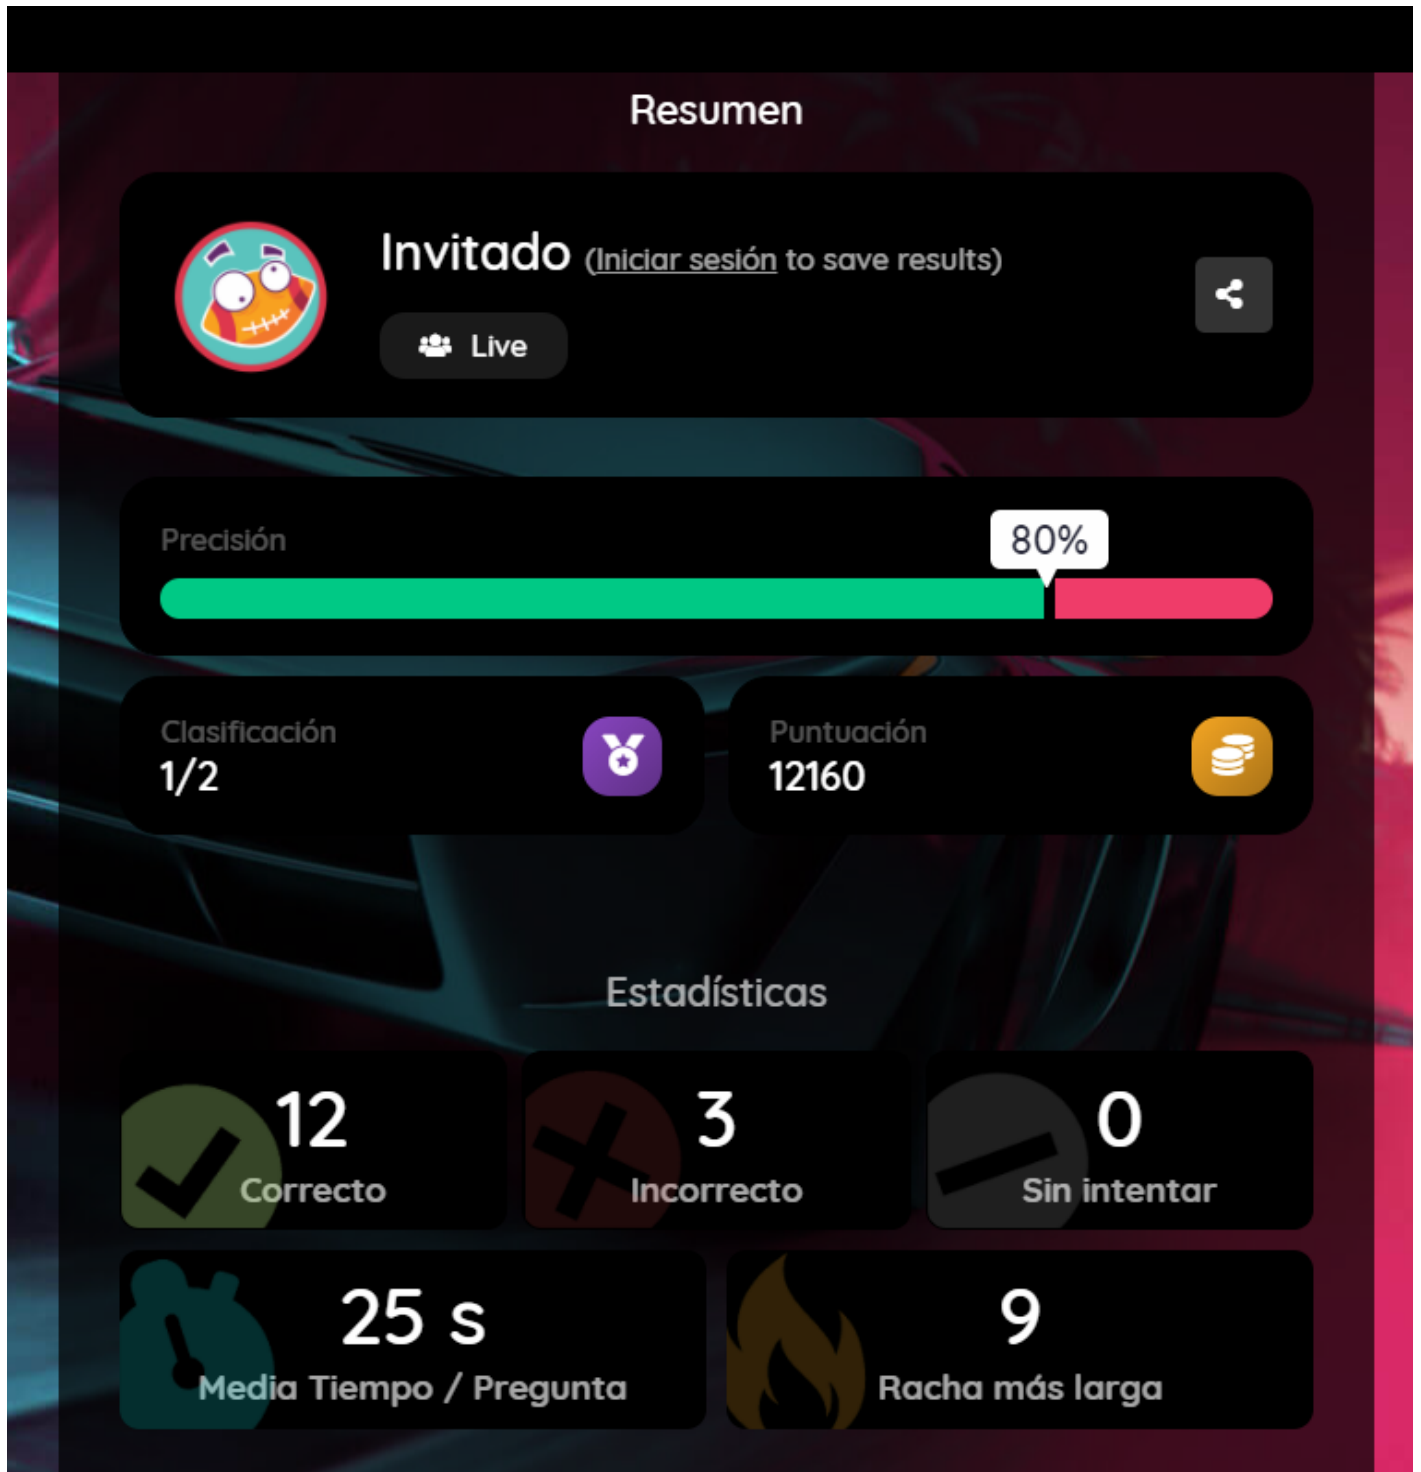 Resumen
Invitado (Iniciar sesión to save results)
Live
Precisión
80%
Clasificación
1/2
Puntuación
12160
Estadísticas
12
Correcto
3
Incorrecto
0
Sin intentar
25 s
Media Tiempo / Pregunta
9
Racha más larga